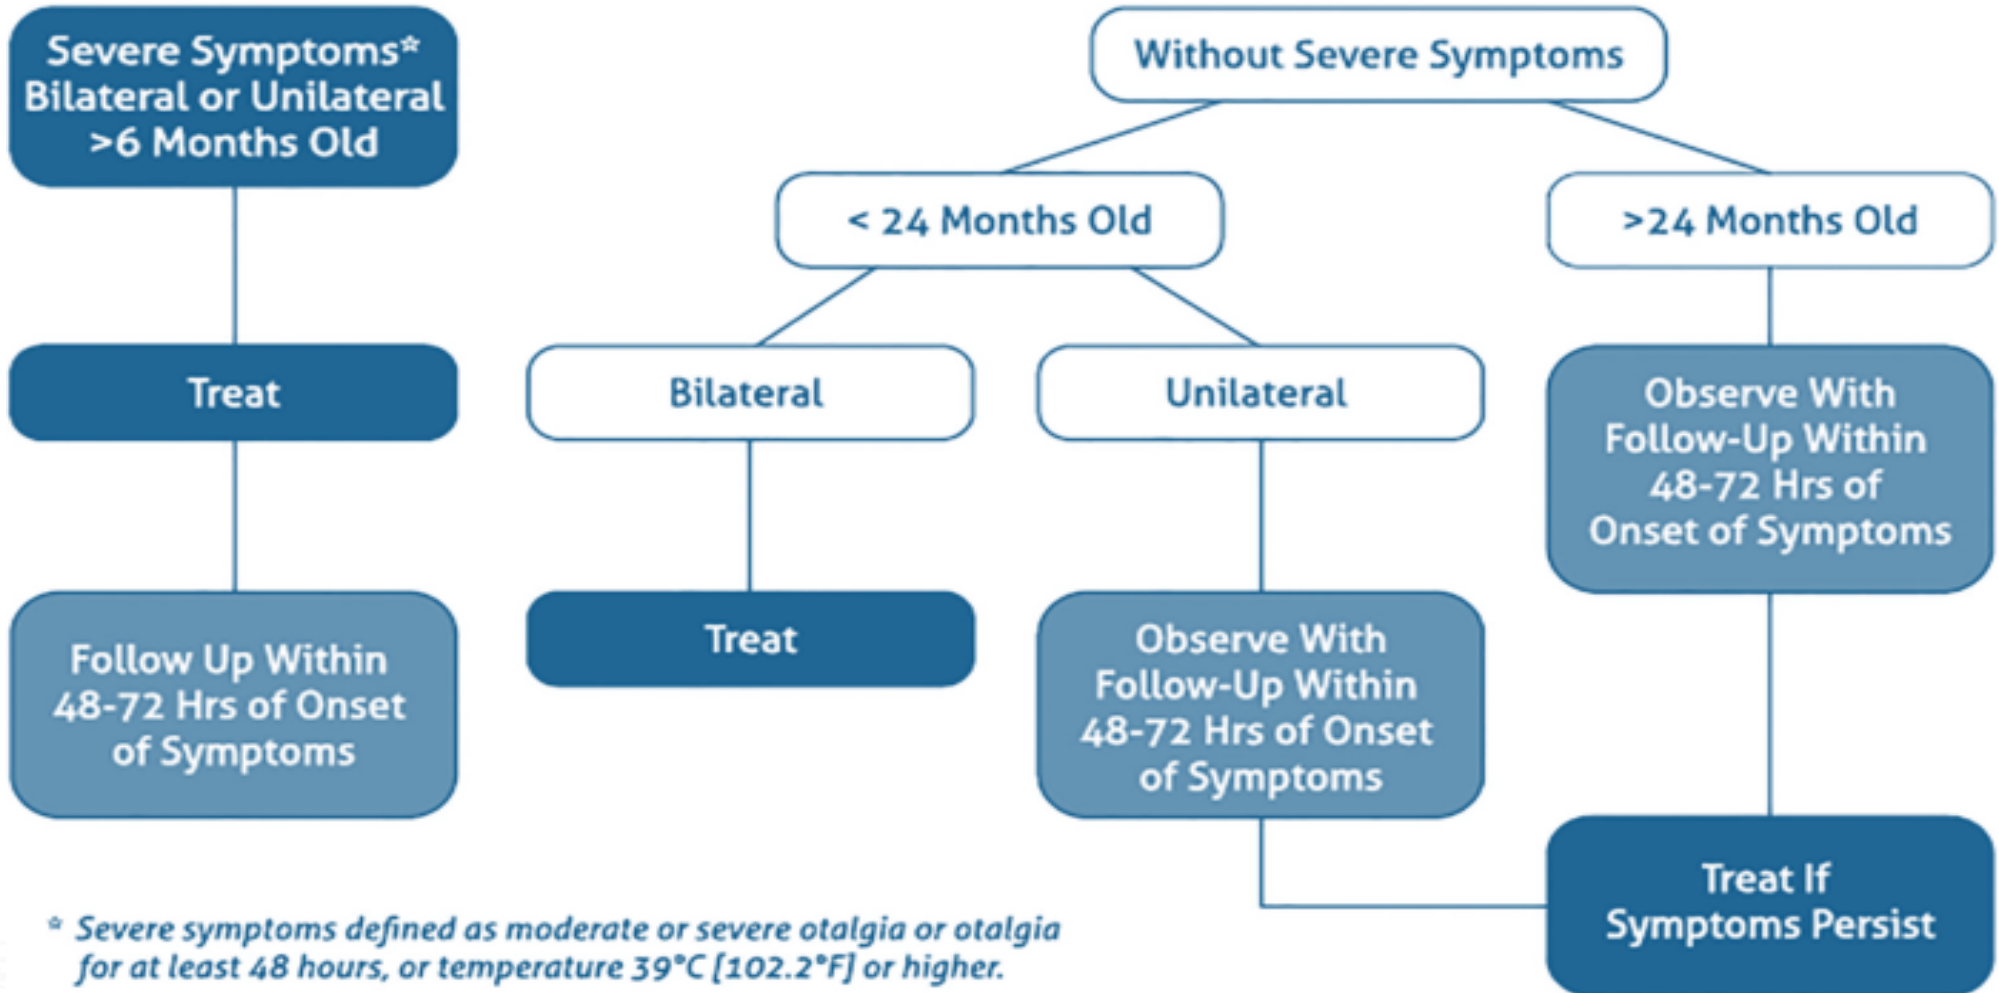 Severe Symptoms*
Bilateral or Unilateral
>6 Months Old
Treat
Follow Up Within
48-72 Hrs of Onset
of Symptoms
Without Severe Symptoms
< 24 Months Old
>24 Months Old
Bilateral
Unilateral
Treat
Observe With
Follow-Up Within
48-72 Hrs of Onset
of Symptoms
Observe With
Follow-Up Within
48-72 Hrs of
Onset of Symptoms
Treat If
Symptoms Persist
* Severe symptoms defined as moderate or severe otalgia or otalgia
for at least 48 hours, or temperature 39°C [102.2°F] or higher.